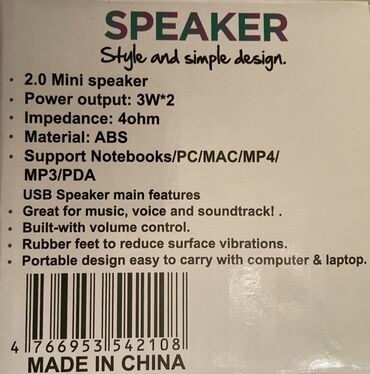 SPEAKER
Style and simple design.
• 2.0 Mini speaker
• Power output: 3W*2
• Impedance: 4ohm
• Material: ABS
• Support Notebooks/PC/MAC/MP4/
MP3/PDA
USB Speaker main features
• Great for music, voice and soundtrack! .
• Built-with volume control.
• Rubber feet to reduce surface vibrations.
• Portable design easy to carry with computer & laptop.
4 766953 542108
MADE IN CHINA